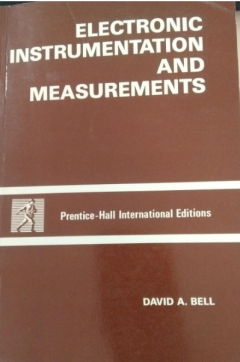 ELECTRONIC
INSTRUMENTATION
AND
MEASUREMENTS
Prentice-Hall International Editions
DAVID A. BELL